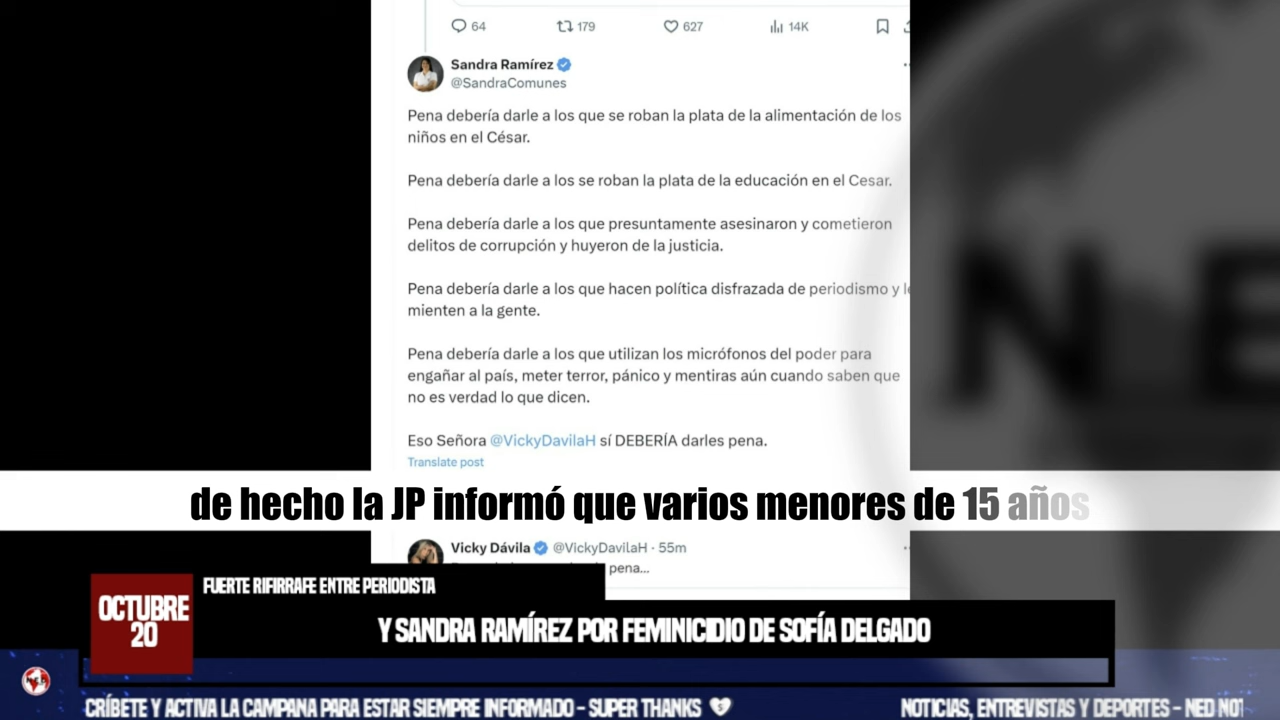 64 179 627 14K
Sandra Ramírez
@SandraComunes
Pena debería darle a los que se roban la plata de la alimentación de los
niños en el César.
Pena debería darle a los se roban la plata de la educación en el Cesar.
Pena debería darle a los que presuntamente asesinaron y cometieron
delitos de corrupción y huyeron de la justicia.
Pena debería darle a los que hacen política disfrazada de periodismo y
mienten a la gente.
Pena debería darle a los que utilizan los micrófonos del poder para
engañar al país, meter terror, pánico y mentiras aún cuando saben que
no es verdad lo que dicen.
Eso Señora @VickyDavilaH sí DEBERÍA darles pena.
Translate post
de hecho la JP informó que varios menores de 15 años
Vicky Dávila @VickyDavilaH · 55m
pena...
FUERTE RIFIRRAFE ENTRE PERIODISTA
OCTUBRE
20
Y SANDRA RAMÍREZ POR FEMINICIDIO DE SOFÍA DELGADO
CRÍBETE Y ACTIVA LA CAMPANA PARA ESTAR SIEMPRE INFORMADO - SUPER THANKS NOTICIAS, ENTREVISTAS Y DEPORTES - NED
N E